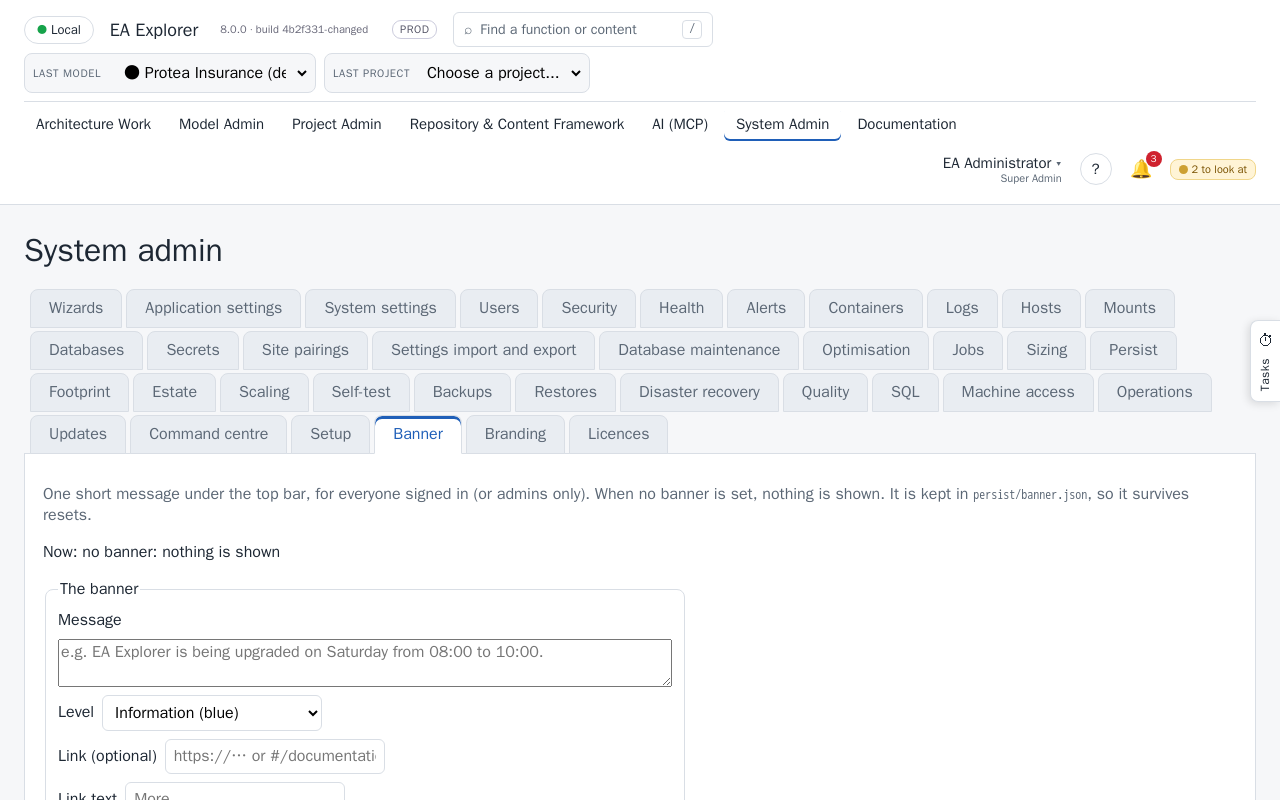 Local
EA Explorer
8.0.0 · build 4b2f331-changed
PROD
Find a function or content
/
LAST MODEL
Protea Insurance (de
LAST PROJECT
Choose a project...
Architecture Work
Model Admin
Project Admin
Repository & Content Framework
AI (MCP)
System Admin
Documentation
EA Administrator
Super Admin
?
3
2 to look at
System admin
Wizards
Application settings
System settings
Users
Security
Health
Alerts
Containers
Logs
Hosts
Mounts
Databases
Secrets
Site pairings
Settings import and export
Database maintenance
Optimisation
Jobs
Sizing
Persist
Footprint
Estate
Scaling
Self-test
Backups
Restores
Disaster recovery
Quality
SQL
Machine access
Operations
Updates
Command centre
Setup
Banner
Branding
Licences
Tasks
One short message under the top bar, for everyone signed in (or admins only). When no banner is set, nothing is shown. It is kept in persist/banner.json, so it survives
resets.
Now: no banner: nothing is shown
The banner
Message
e.g. EA Explorer is being upgraded on Saturday from 08:00 to 10:00.
Level
Information (blue)
Link (optional)
https://··· or #/documentati
Link text
More